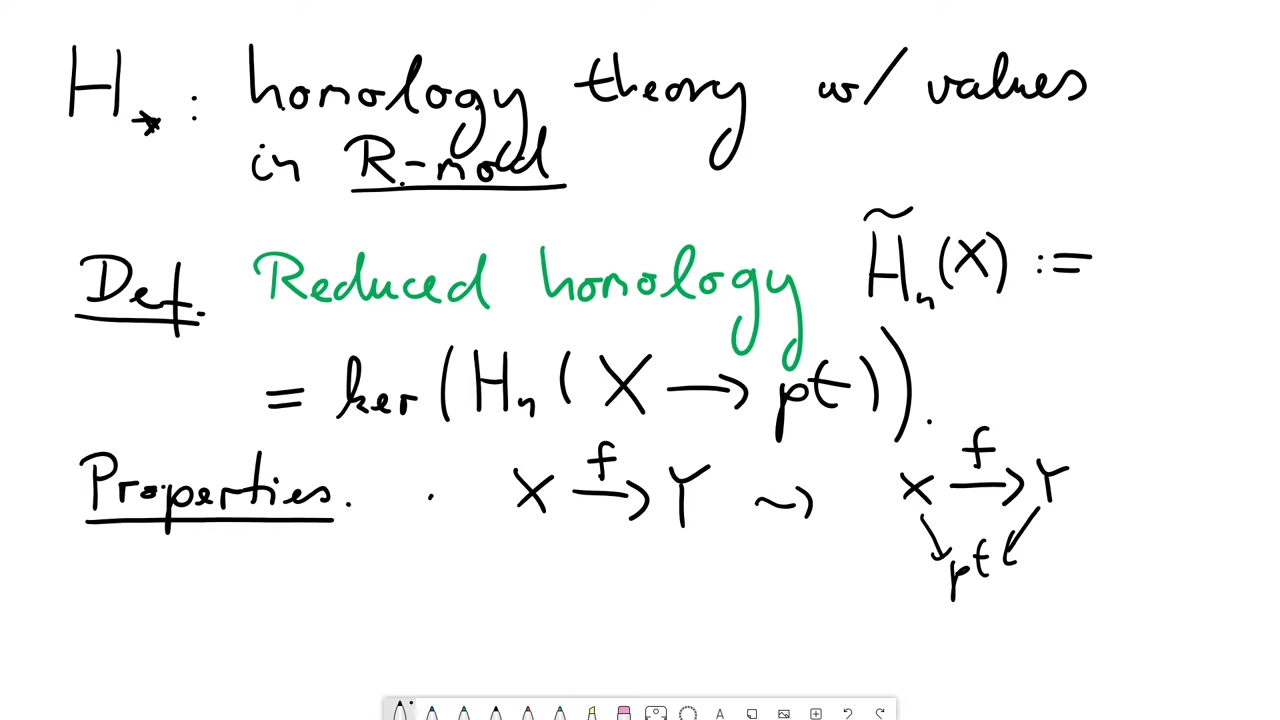 H_* : homology theory w/ values
in R-mod
Def. Reduced homology H̃_n(X) :=
= ker(H_n(X ⟶ pt)).
Properties. · X →^f Y ⇝ X →^f Y
↘ pt ↙